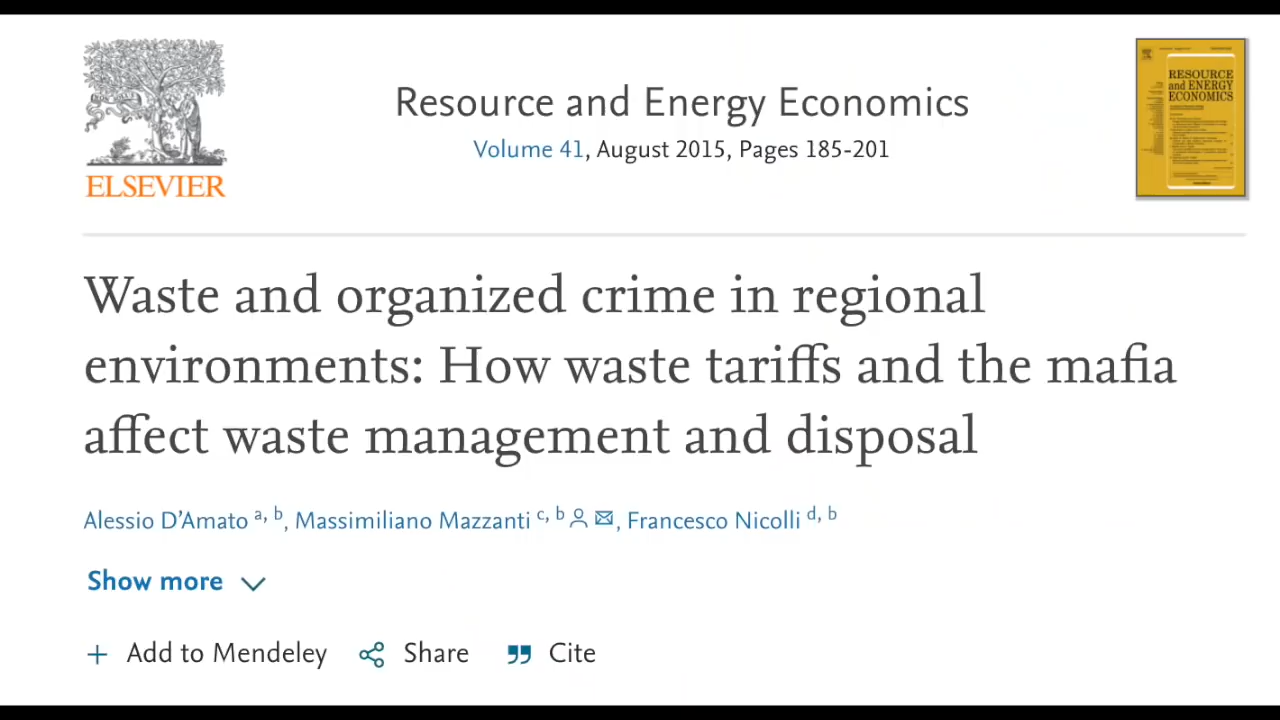 Resource and Energy Economics
Volume 41, August 2015, Pages 185-201
ELSEVIER
RESOURCE
and ENERGY
ECONOMICS
Waste and organized crime in regional
environments: How waste tariffs and the mafia
affect waste management and disposal
Alessio D'Amato a, b, Massimiliano Mazzanti c, b, Francesco Nicolli d, b
Show more
Add to Mendeley Share Cite